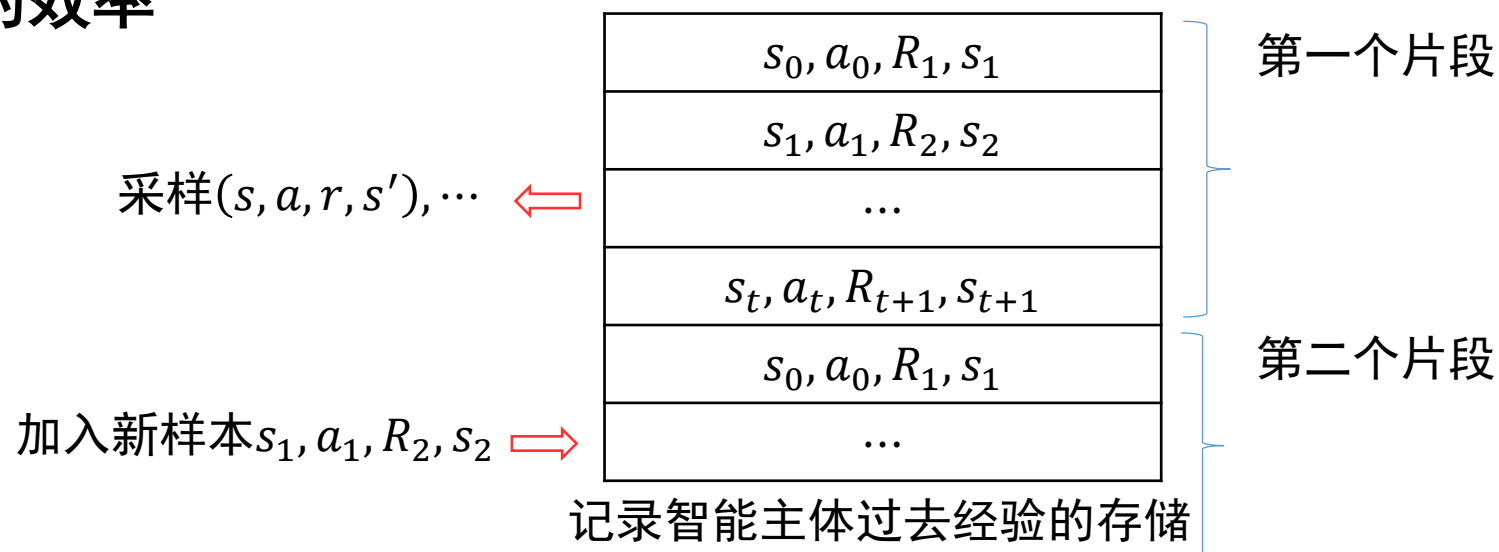 的效率
s₀, a₀, R₁, s₁
第一个片段
s₁, a₁, R₂, s₂
采样(s, a, r, s′), ⋯
⋯
sₜ, aₜ, Rₜ₊₁, sₜ₊₁
s₀, a₀, R₁, s₁
第二个片段
加入新样本s₁, a₁, R₂, s₂
⋯
记录智能主体过去经验的存储